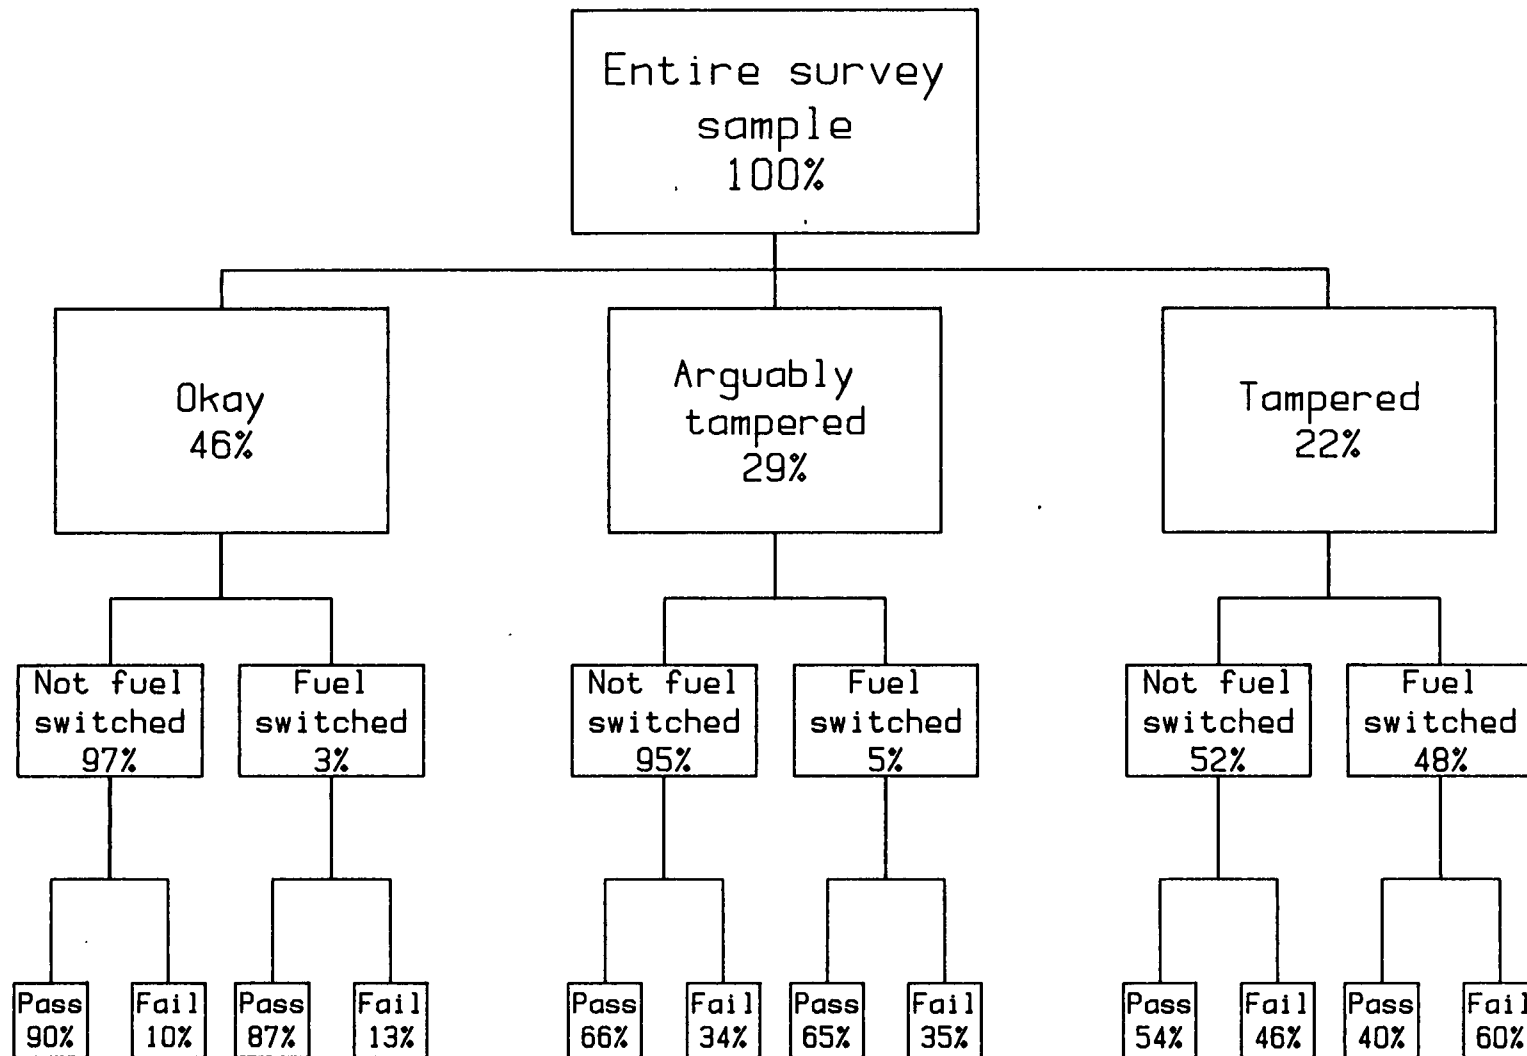 Entire survey
sample
100%
Okay
46%
Arguably
tampered
29%
Tampered
22%
Not fuel
switched
97%
Fuel
switched
3%
Not fuel
switched
95%
Fuel
switched
5%
Not fuel
switched
52%
Fuel
switched
48%
Pass
90%
Fail
10%
Pass
87%
Fail
13%
Pass
66%
Fail
34%
Pass
65%
Fail
35%
Pass
54%
Fail
46%
Pass
40%
Fail
60%